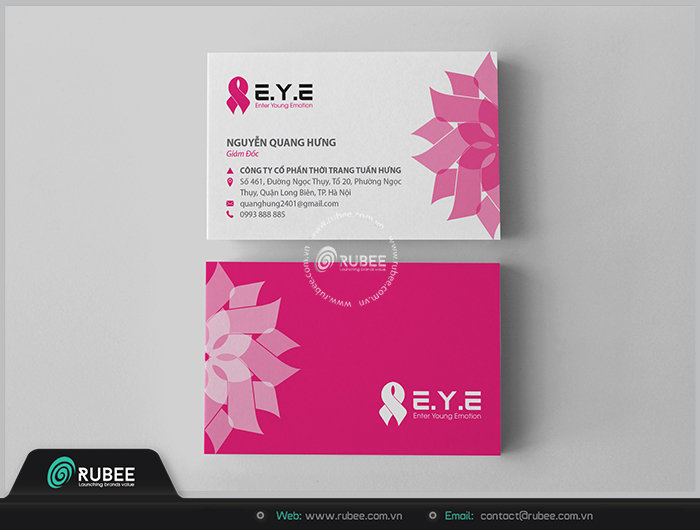 E.Y.E
Enter Young Emotion
NGUYỄN QUANG HƯNG
Giám Đốc
CÔNG TY CỔ PHẦN THỜI TRANG TUẤN HƯNG
Số 461, Đường Ngọc Thụy, Tổ 20, Phường Ngọc
Thụy, Quận Long Biên, TP. Hà Nội
quanghung2401@gmail.com
0993 888 885
www.rubee.com.vn
RUBEE
Launching brands value
www.rubee.com.vn
E.Y.E
Enter Young Emotion
RUBEE
Launching brands value
Web: www.rubee.com.vn
Email: contact@rubee.com.vn